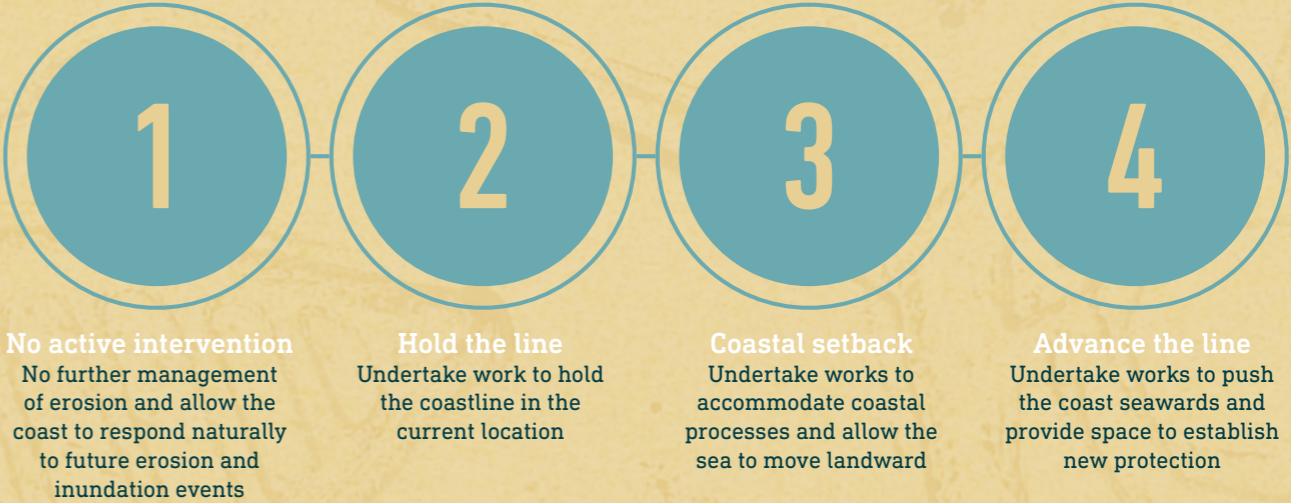 1
2
3
4
No active intervention
No further management
of erosion and allow the
coast to respond naturally
to future erosion and
inundation events
Hold the line
Undertake work to hold
the coastline in the
current location
Coastal setback
Undertake works to
accommodate coastal
processes and allow the
sea to move landward
Advance the line
Undertake works to push
the coast seawards and
provide space to establish
new protection